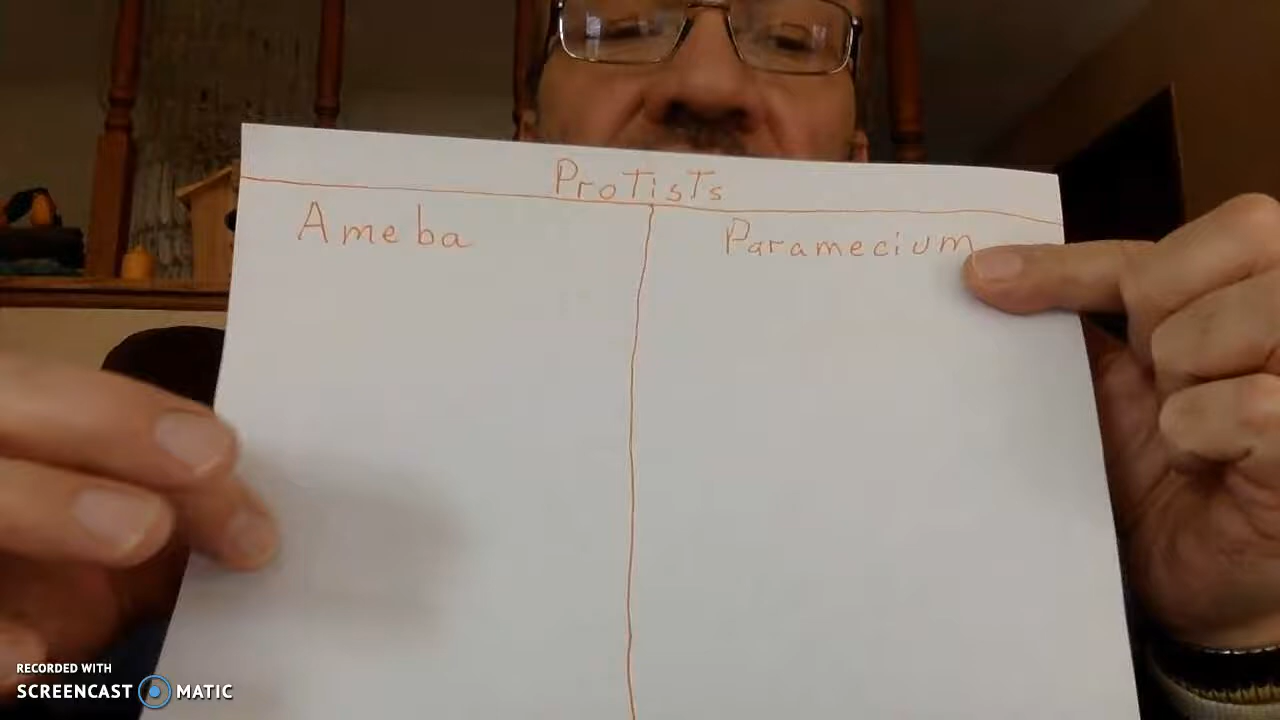 ProTisTs
Ameba
Paramecium
RECORDED WITH
SCREENCAST MATIC